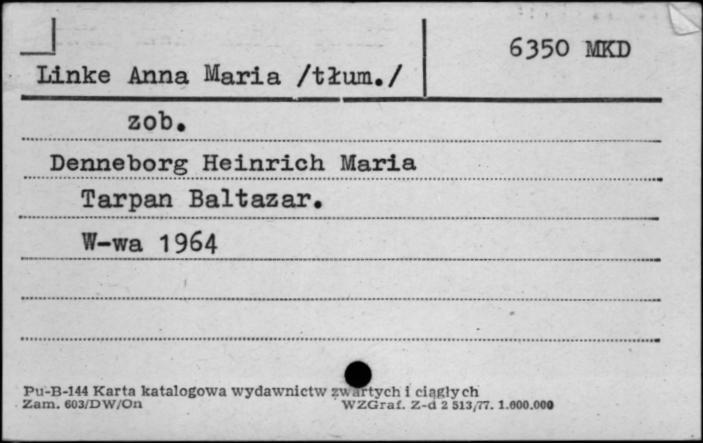 6350 MKD
Linke Anna Maria /tłum./
zob.
Denneborg Heinrich Maria
Tarpan Baltazar.
W-wa 1964
Pu-B-144 Karta katalogowa wydawnictw zwartych i ciągłych
Zam. 603/DW/On WZGraf. Z-d 2 513/77. 1.000.000